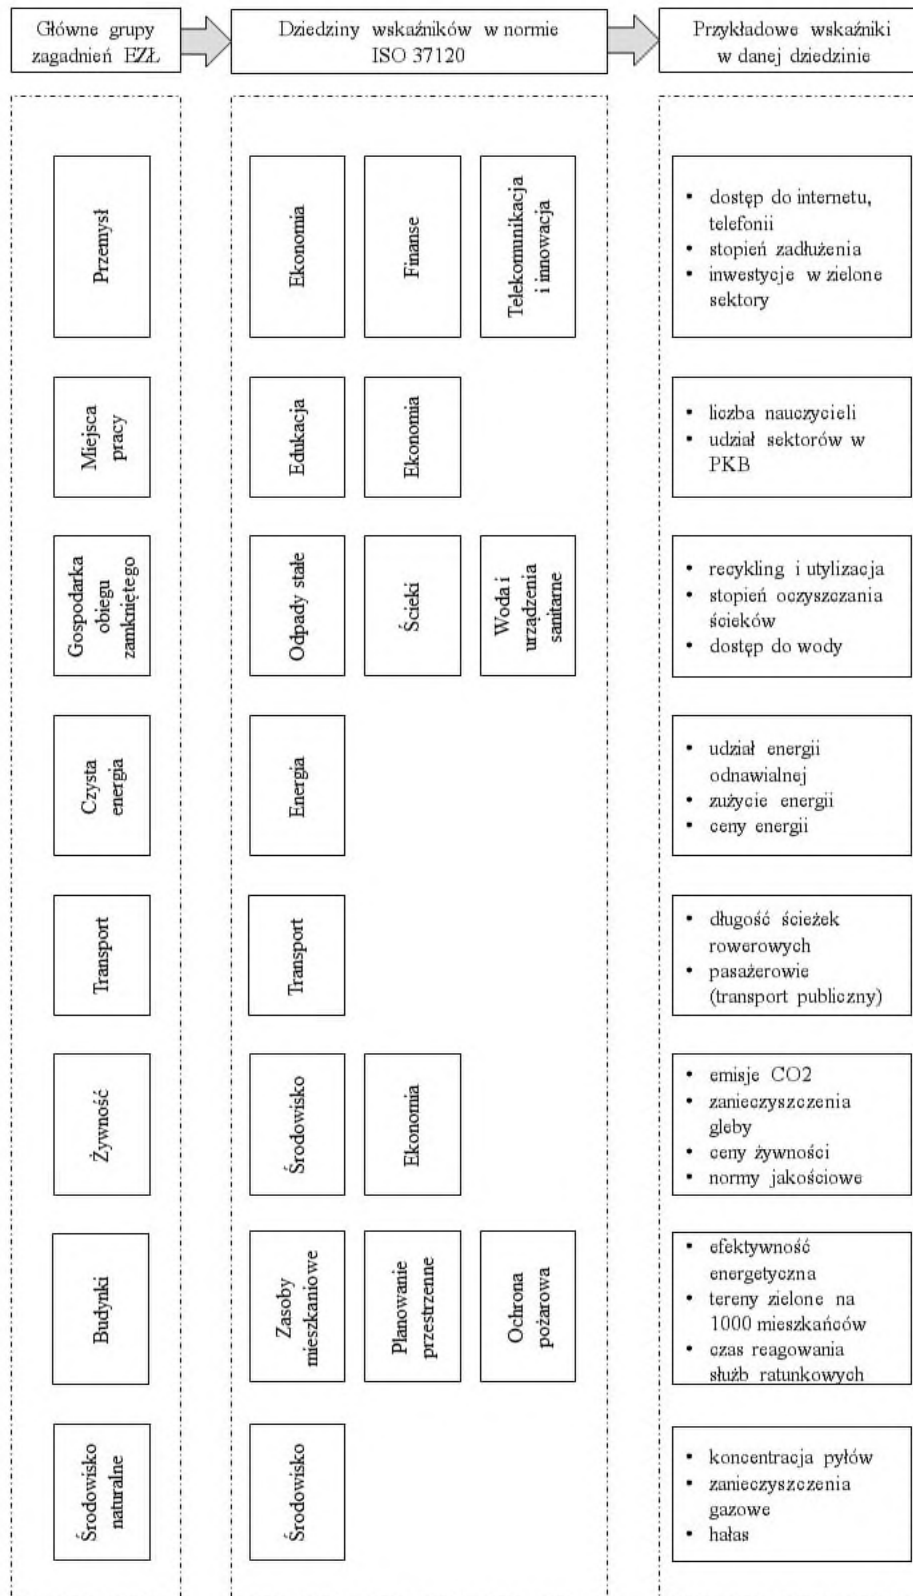 Główne grupy
zagadnień EZŁ
Dziedziny wskaźników w normie
ISO 37120
Przykładowe wskaźniki
w danej dziedzinie
Przemysł
Ekonomia
Finanse
Telekomunikacja
i innowacja
• dostęp do internetu,
telefonii
• stopień zadłużenia
• inwestycje w zielone
sektory
Miejsca
pracy
Edukacja
Ekonomia
• liczba nauczycieli
• udział sektorów w
PKB
Gospodarka
obiegu
zamkniętego
Odpady stałe
Ścieki
Woda i
urządzenia
sanitarne
• recykling i utylizacja
• stopień oczyszczania
ścieków
• dostęp do wody
Czysta
energia
Energia
• udział energii
odnawialnej
• zużycie energii
• ceny energii
Transport
Transport
• długość ścieżek
rowerowych
• pasażerowie
(transport publiczny)
Żywność
Środowisko
Ekonomia
• emisje CO2
• zanieczyszczenia
gleby
• ceny żywności
• normy jakościowe
Budynki
Zasoby
mieszkaniowe
Planowanie
przestrzenne
Ochrona
pożarowa
• efektywność
energetyczna
• tereny zielone na
1000 mieszkańców
• czas reagowania
służb ratunkowych
Środowisko
naturalne
Środowisko
• koncentracja pyłów
• zanieczyszczenia
gazowe
• hałas